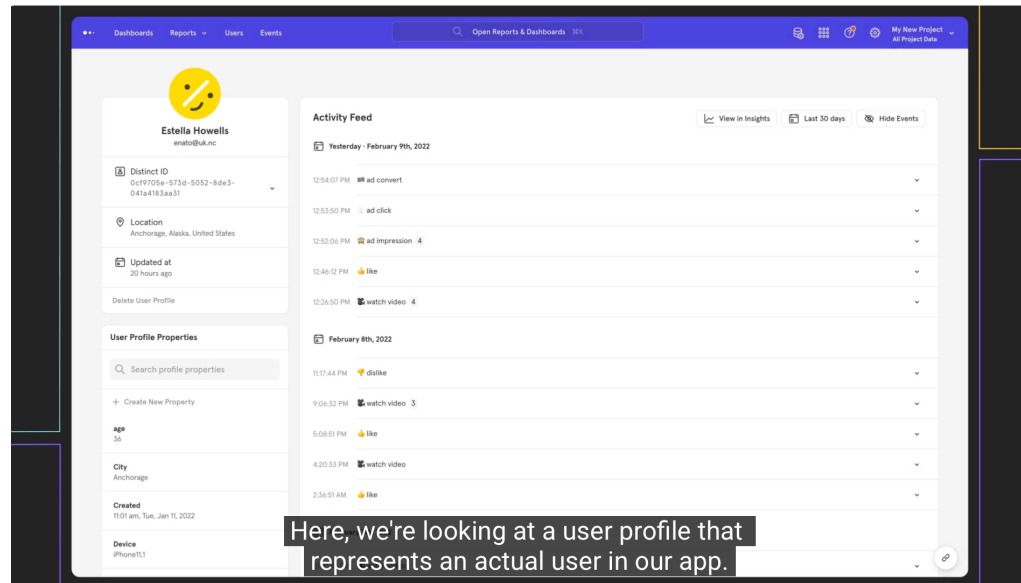 Dashboards Reports Users Events
Open Reports & Dashboards ⌘K
My New Project
All Project Data
Estella Howells
enato@uk.nc
Distinct ID
0cf9705e-573d-5052-8de3-
041a4183aa31
Location
Anchorage, Alaska, United States
Updated at
20 hours ago
Delete User Profile
User Profile Properties
Search profile properties
+ Create New Property
age
36
City
Anchorage
Created
11:01 am, Tue, Jan 11, 2022
Device
iPhone11,1
Activity Feed
View in Insights Last 30 days Hide Events
Yesterday · February 9th, 2022
12:54:07 PM ad convert
12:53:50 PM ad click
12:52:06 PM ad impression 4
12:46:12 PM like
12:26:50 PM watch video 4
February 8th, 2022
11:17:44 PM dislike
9:06:32 PM watch video 3
5:08:51 PM like
4:20:33 PM watch video
2:36:51 AM like
Here, we're looking at a user profile that
represents an actual user in our app.